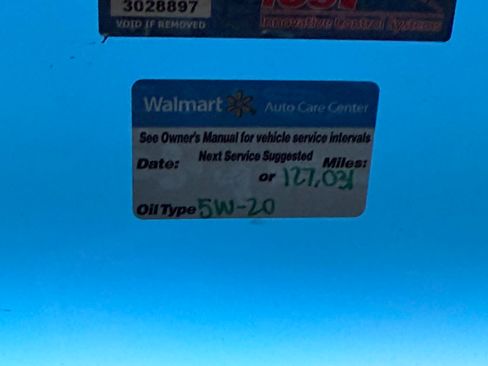 3028897
VOID IF REMOVED
Innovative Control Systems
Walmart Auto Care Center
See Owner's Manual for vehicle service intervals
Next Service Suggested
Date: or Miles: 127,031
Oil Type 5W-20